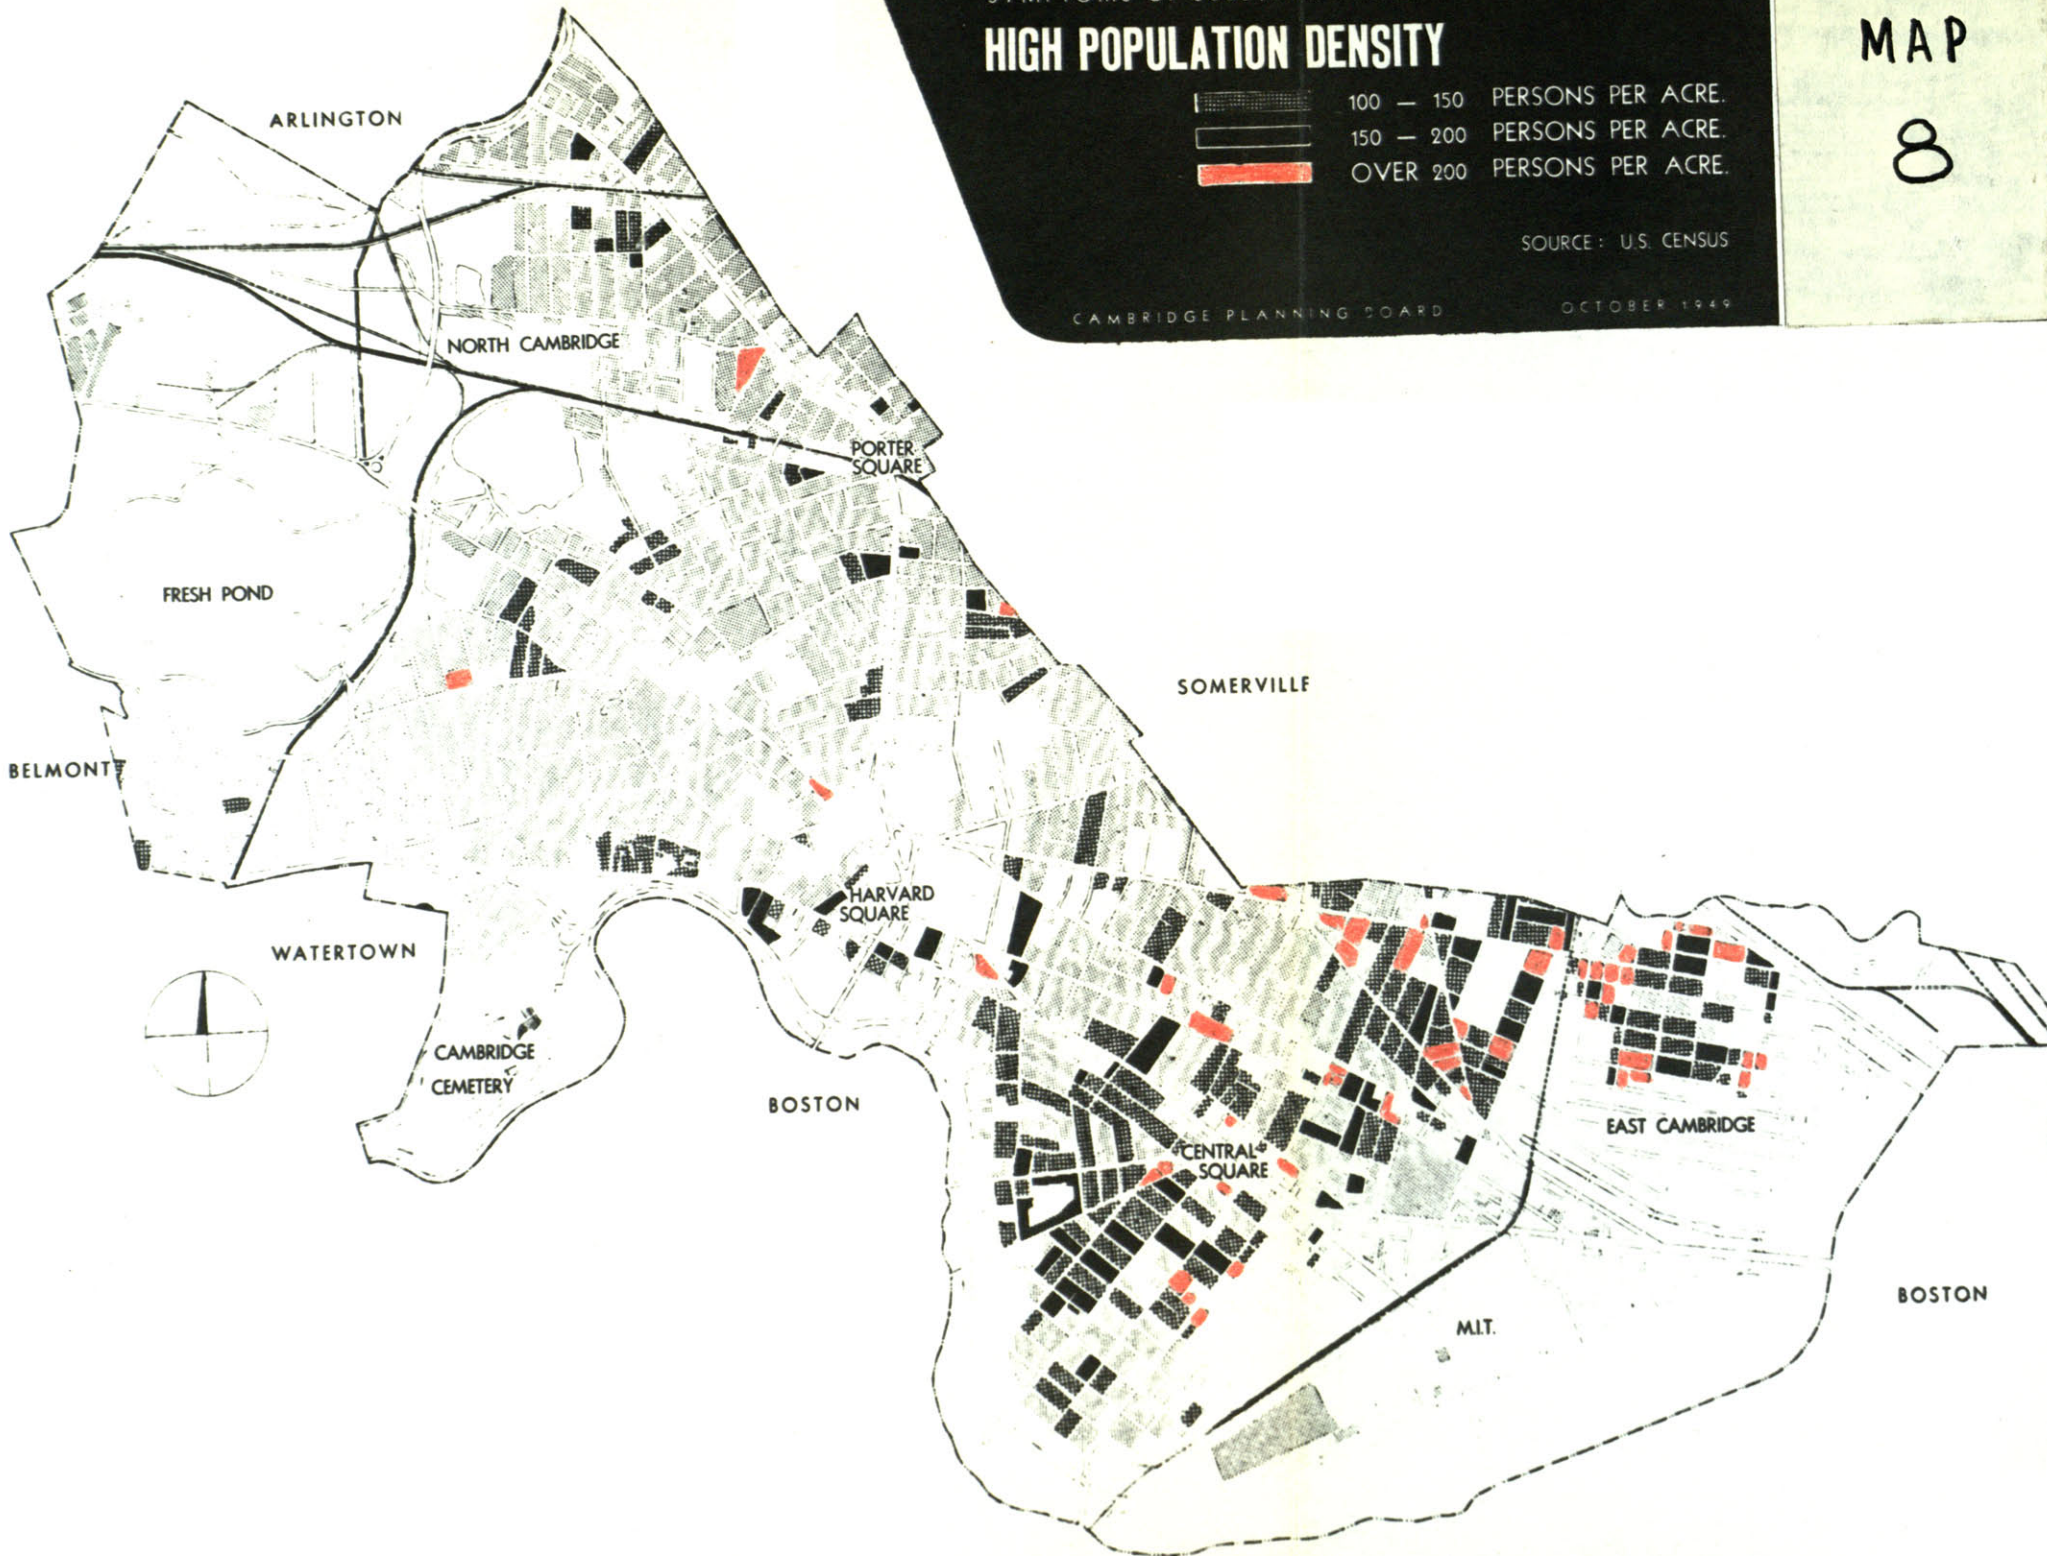 HIGH POPULATION DENSITY
100 — 150 PERSONS PER ACRE.
150 — 200 PERSONS PER ACRE.
OVER 200 PERSONS PER ACRE.
SOURCE: U.S. CENSUS
CAMBRIDGE PLANNING BOARD OCTOBER 1949
MAP
8
ARLINGTON
NORTH CAMBRIDGE
PORTER
SQUARE
FRESH POND
SOMERVILLE
BELMONT
HARVARD
SQUARE
WATERTOWN
CAMBRIDGE
CEMETERY
BOSTON
CENTRAL
SQUARE
EAST CAMBRIDGE
BOSTON
M.I.T.